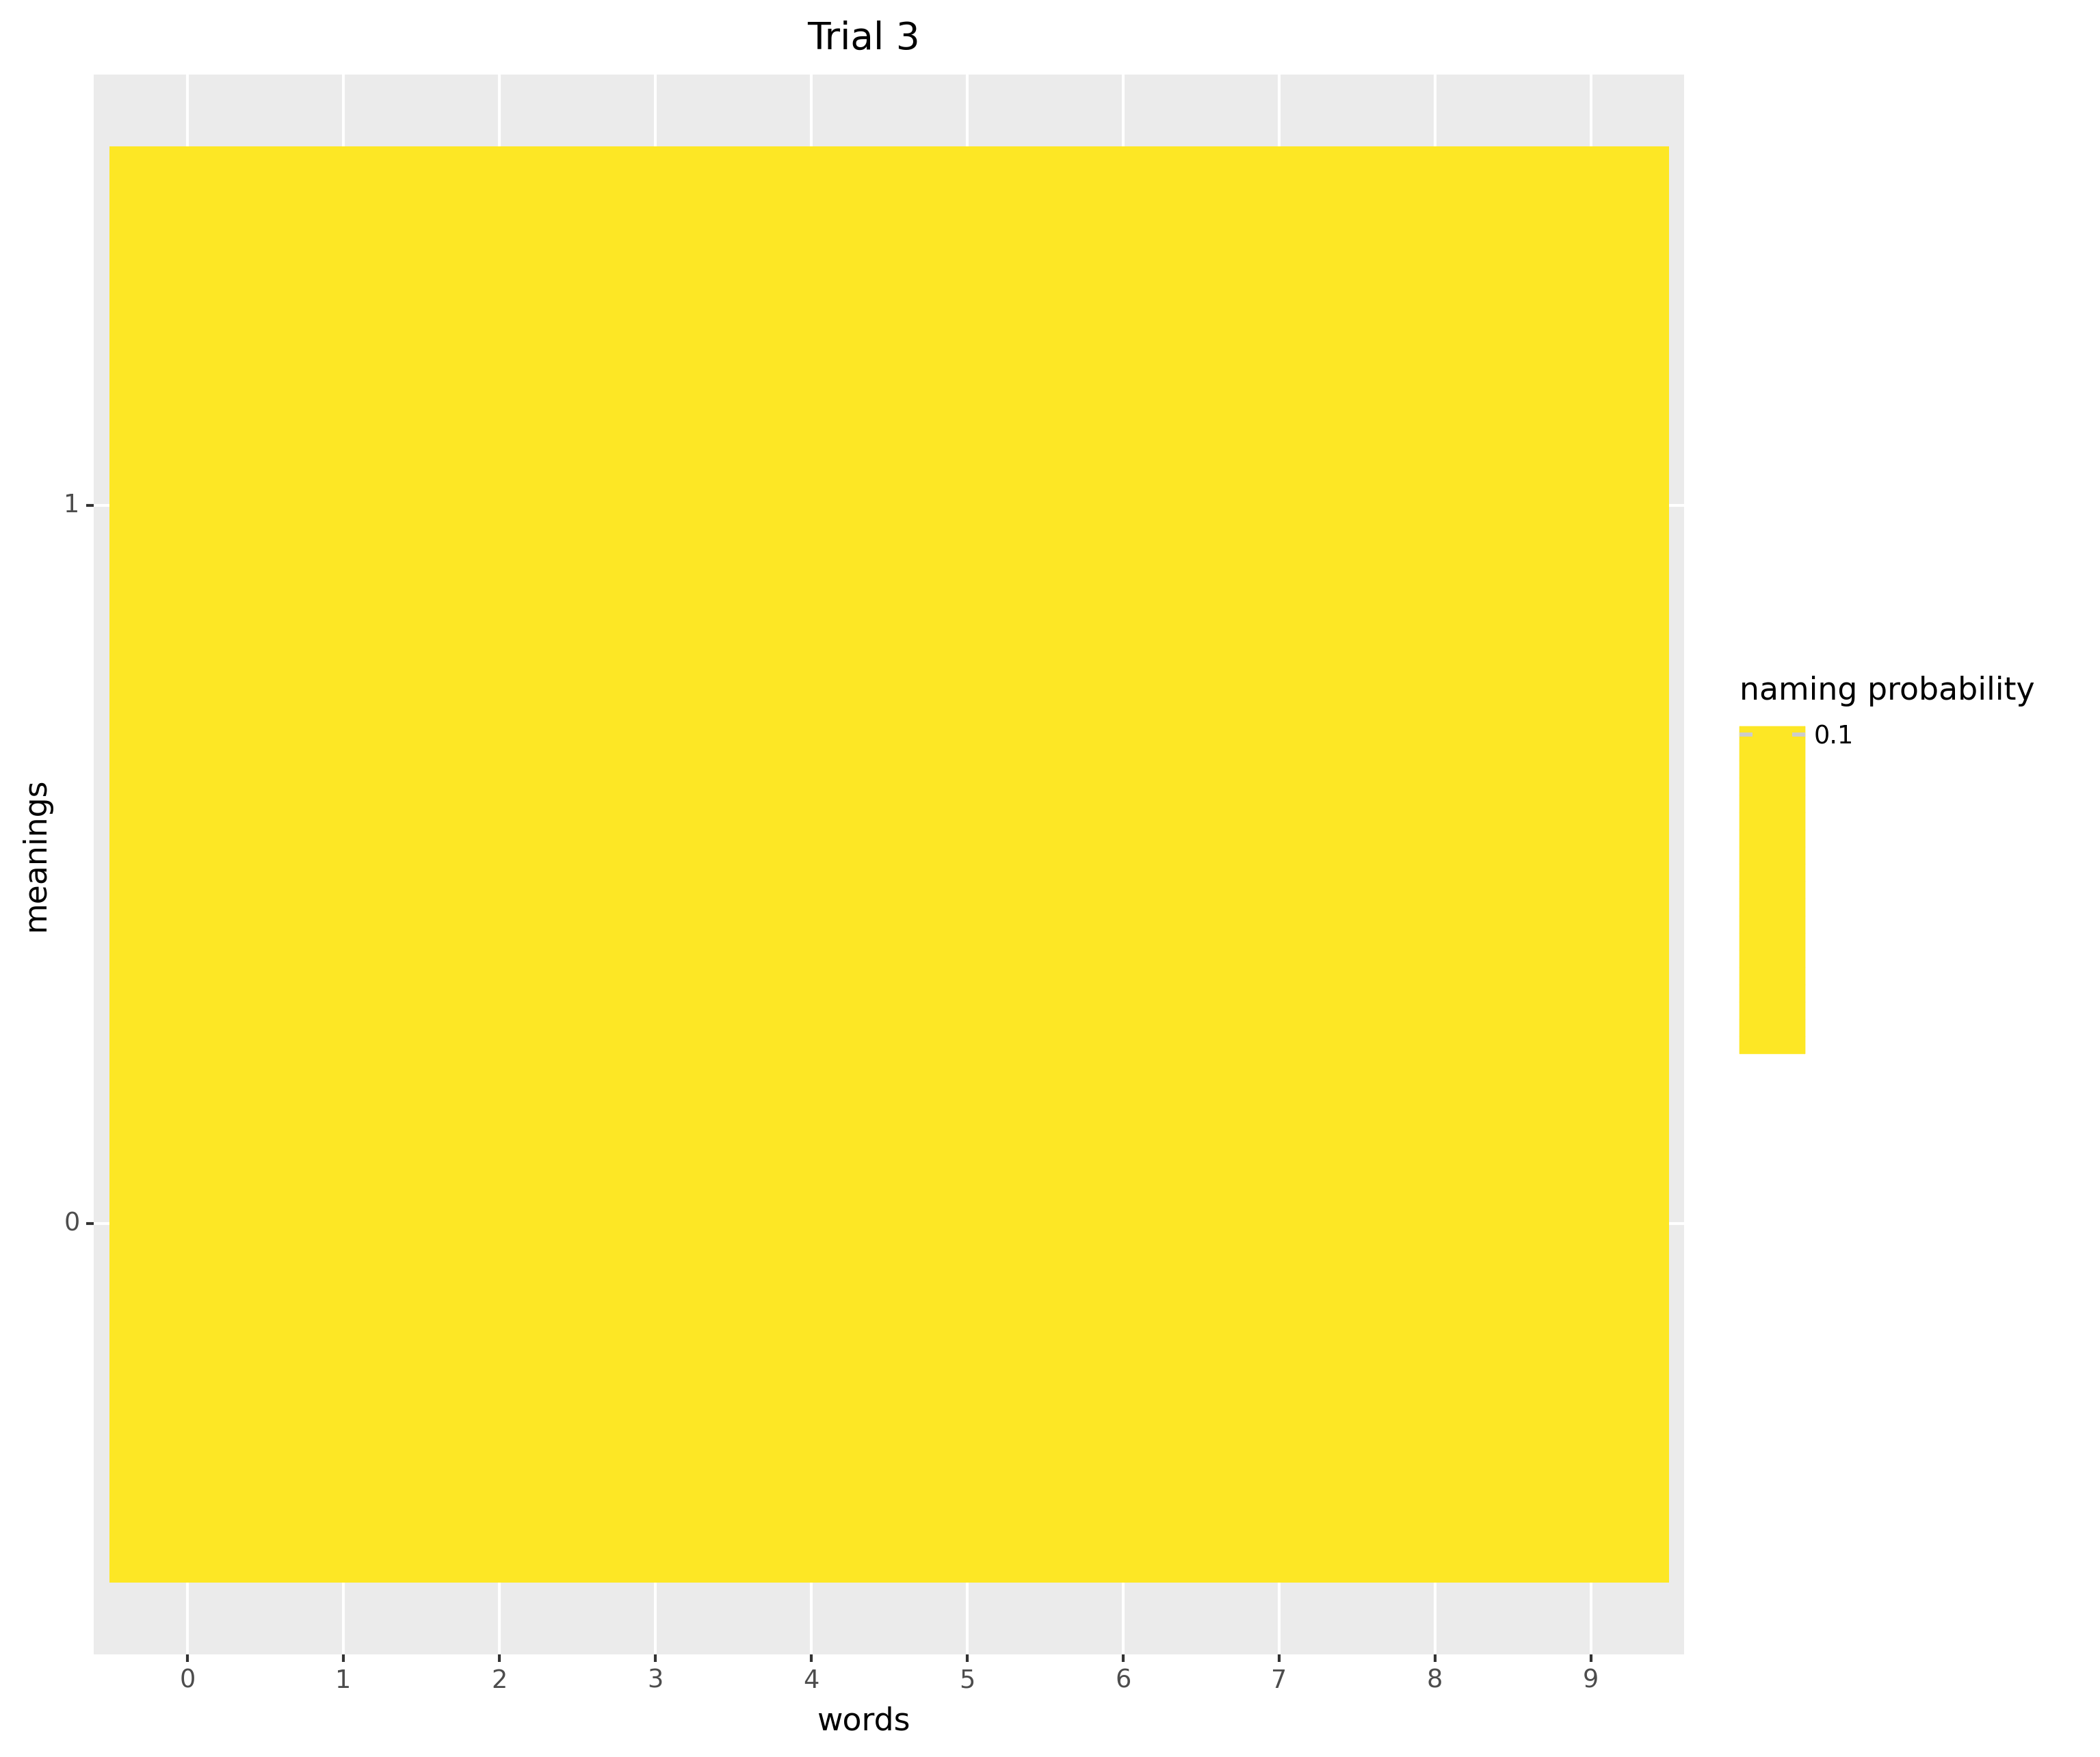 Trial 3
meanings
1
0
0 1 2 3 4 5 6 7 8 9
words
naming probability
0.1